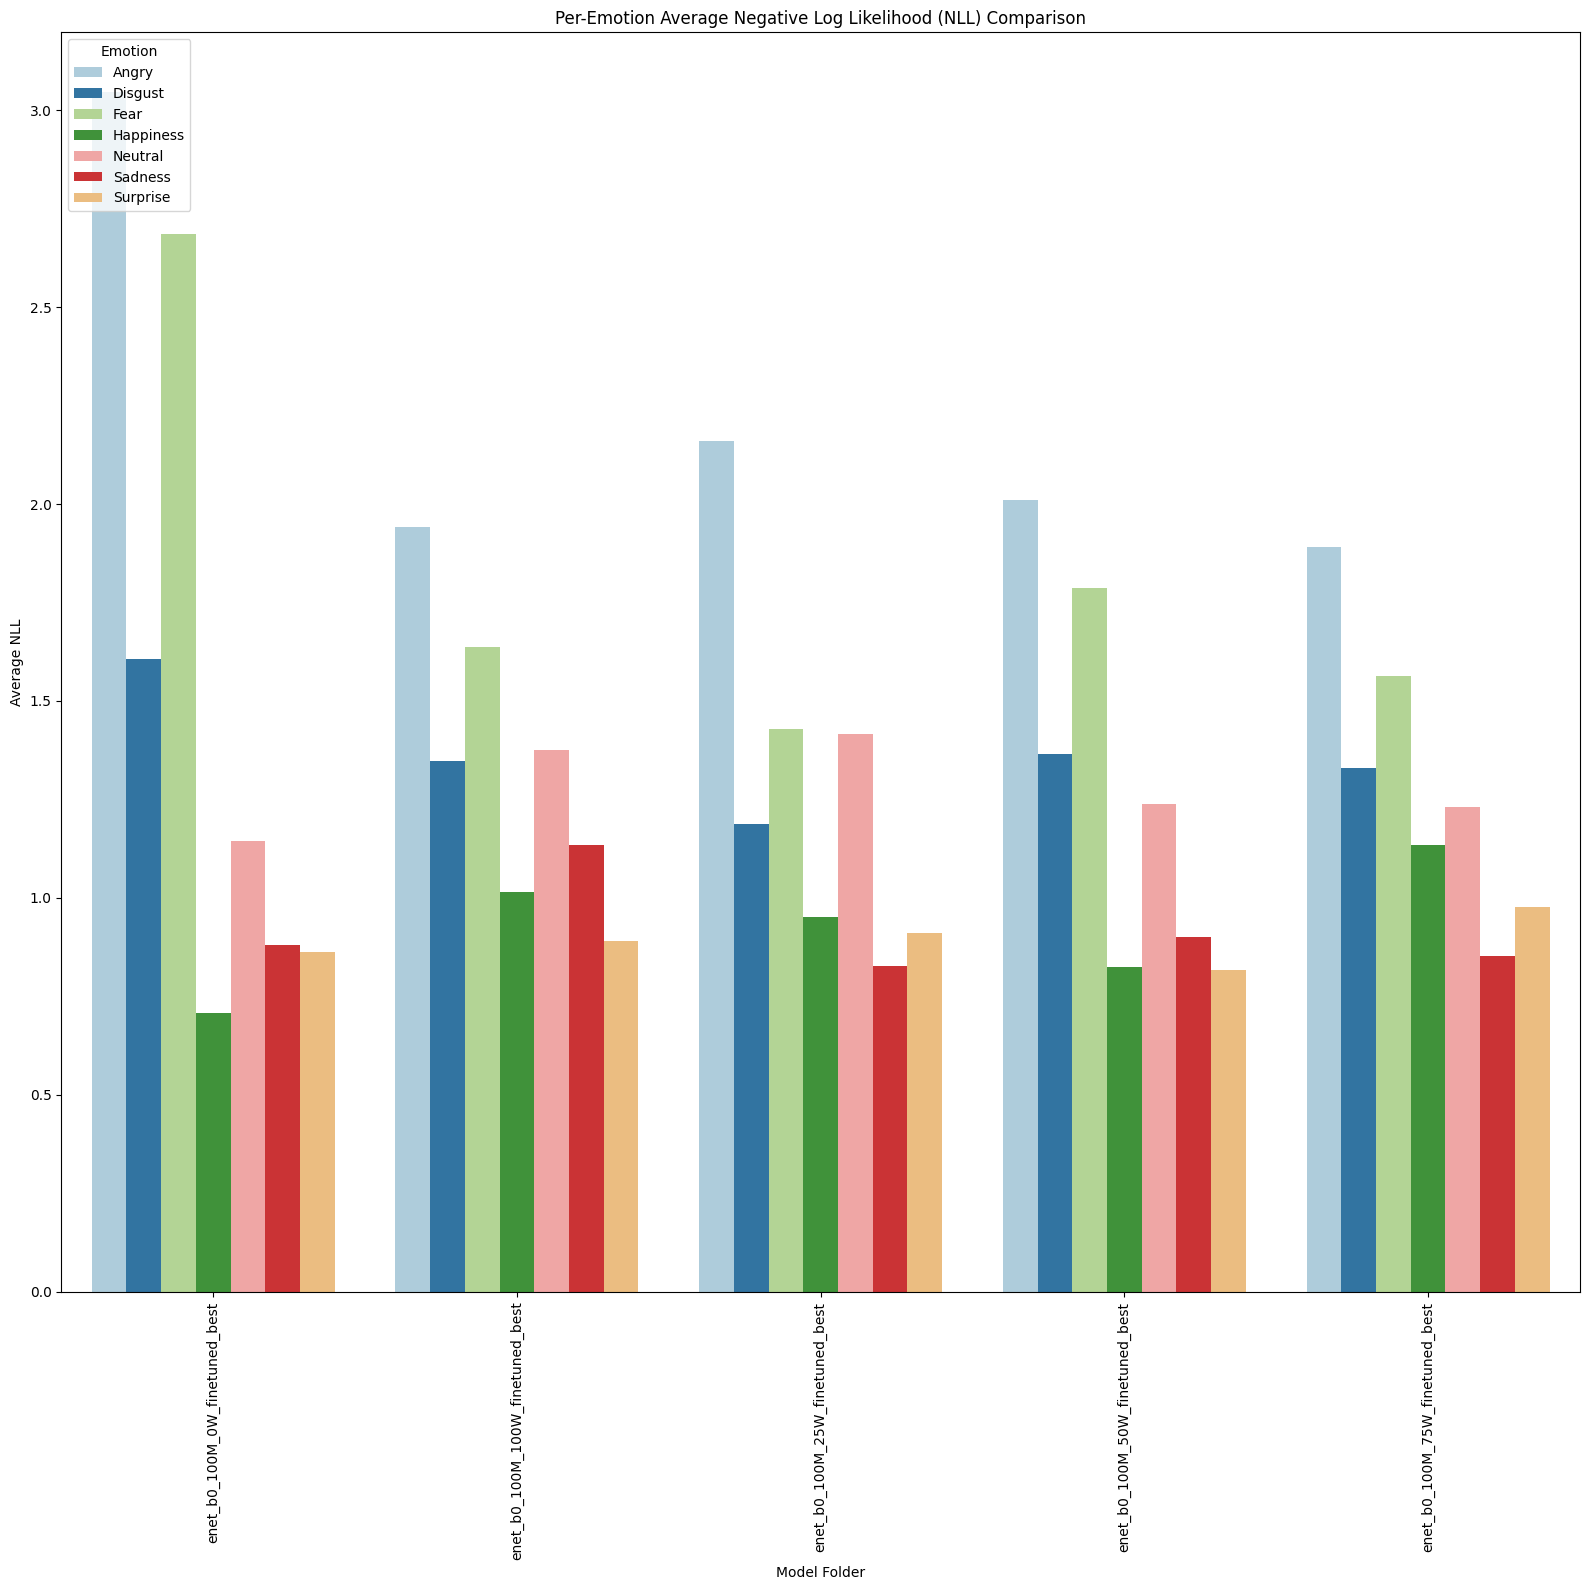 Per-Emotion Average Negative Log Likelihood (NLL) Comparison
Emotion
Angry
Disgust
Fear
Happiness
Neutral
Sadness
Surprise
Average NLL
3.0
2.5
2.0
1.5
1.0
0.5
0.0
enet_b0_100M_0W_finetuned_best
enet_b0_100M_100W_finetuned_best
enet_b0_100M_25W_finetuned_best
enet_b0_100M_50W_finetuned_best
enet_b0_100M_75W_finetuned_best
Model Folder